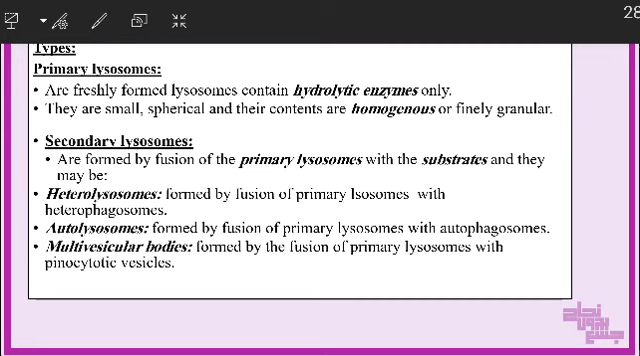 28
Types:
Primary lysosomes:
• Are freshly formed lysosomes contain hydrolytic enzymes only.
• They are small, spherical and their contents are homogenous or finely granular.
• Secondary lysosomes:
• Are formed by fusion of the primary lysosomes with the substrates and they
may be:
• Heterolysosomes: formed by fusion of primary lsosomes with
heterophagosomes.
• Autolysosomes: formed by fusion of primary lysosomes with autophagosomes.
• Multivesicular bodies: formed by the fusion of primary lysosomes with
pinocytotic vesicles.